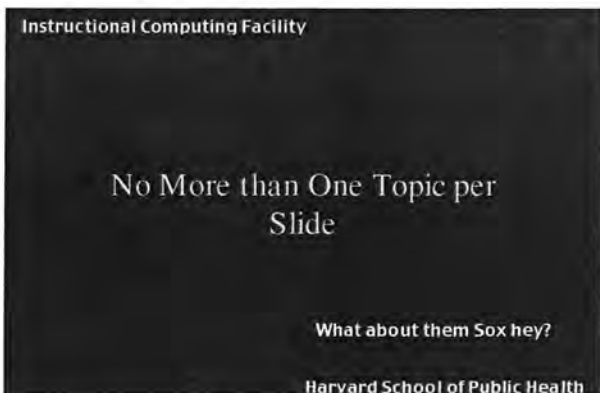 Instructional Computing Facility
No More than One Topic per
Slide
What about them Sox hey?
Harvard School of Public Health